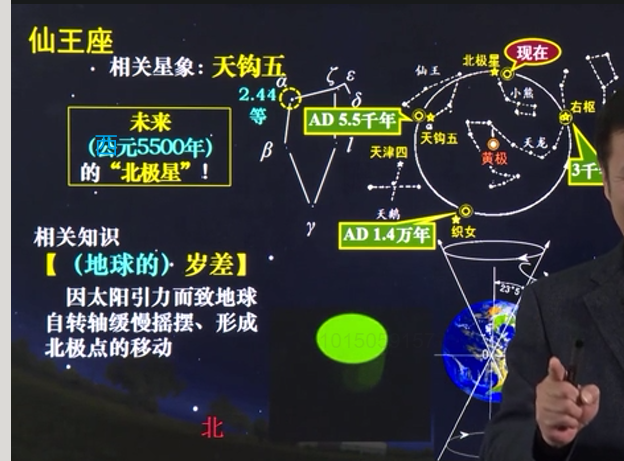 仙王座
相关星象：天钩五
2.44
等
α
ζ
ε
δ
β
ι
γ
未来
（西元5500年）
的“北极星”！
相关知识
【（地球的）岁差】
因太阳引力而致地球
自转轴缓慢摇摆、形成
北极点的移动
北
现在
北极星
仙王
小熊
右枢
AD 5.5千年
α
天钩五
天龙
黄极
天津四
3千
天鹅
织女
AD 1.4万年
23°5